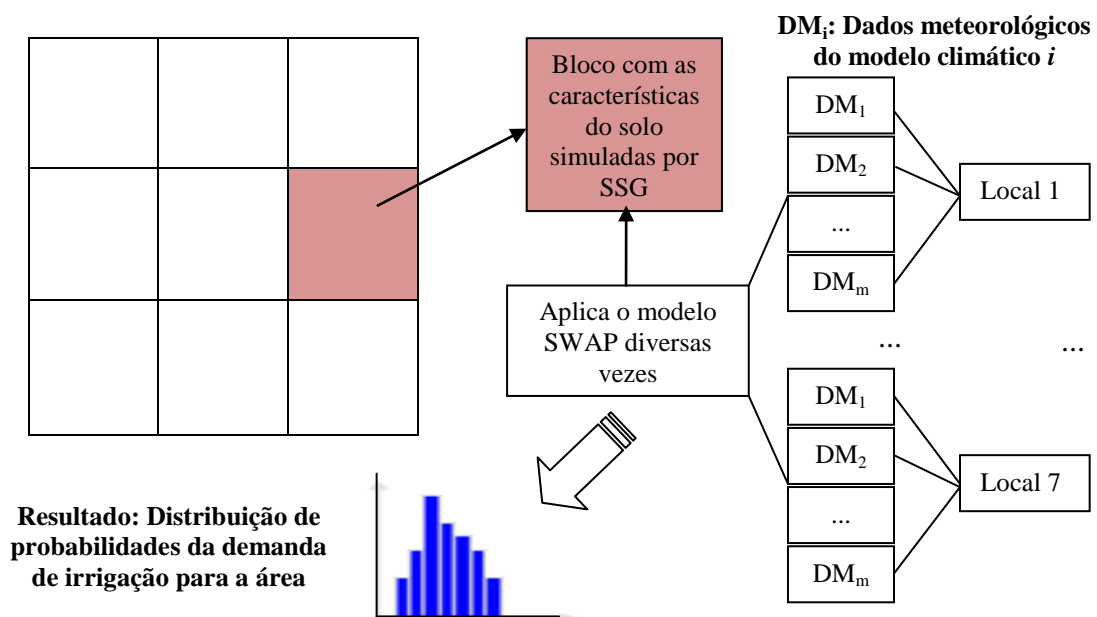 DMᵢ: Dados meteorológicos
do modelo climático i
Bloco com as
características
do solo
simuladas por
SSG
DM₁
DM₂
...
DMₘ
Local 1
Aplica o modelo
SWAP diversas
vezes
...
...
DM₁
DM₂
...
DMₘ
Local 7
Resultado: Distribuição de
probabilidades da demanda
de irrigação para a área